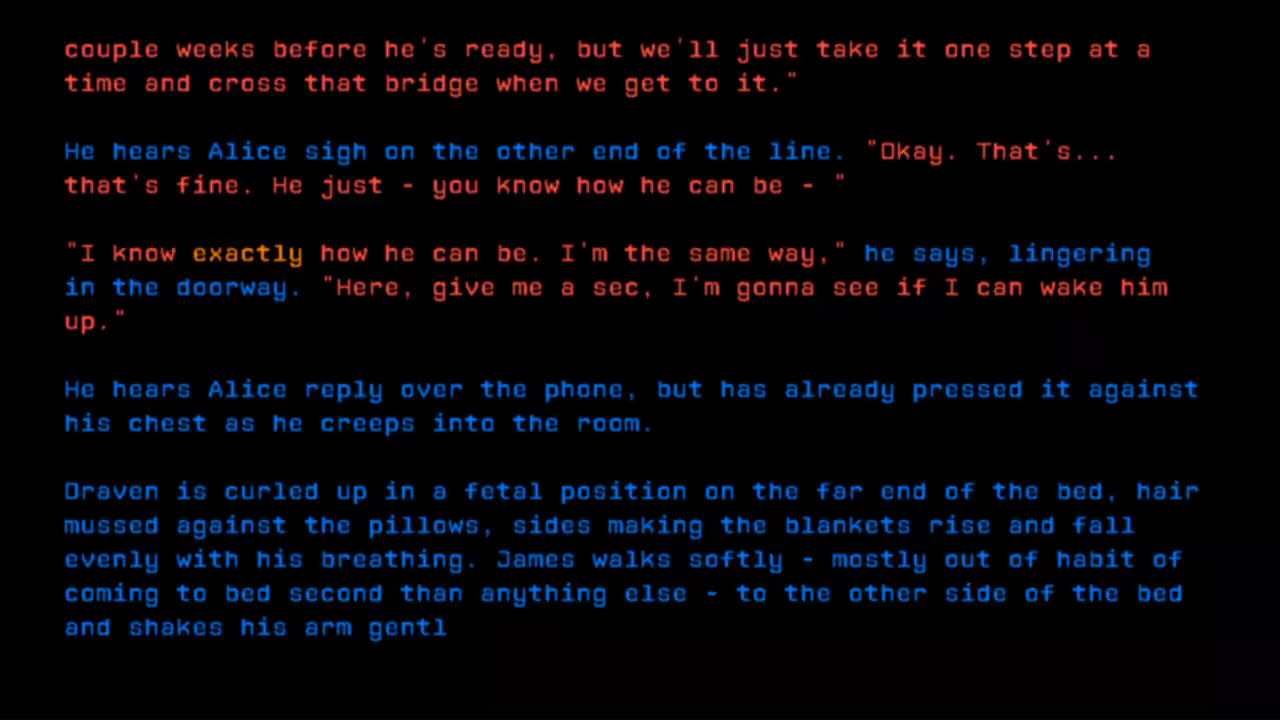 couple weeks before he's ready, but we'll just take it one step at a
time and cross that bridge when we get to it."
He hears Alice sigh on the other end of the line. "Okay. That's...
that's fine. He just - you know how he can be - "
"I know exactly how he can be. I'm the same way," he says, lingering
in the doorway. "Here, give me a sec, I'm gonna see if I can wake him
up."
He hears Alice reply over the phone, but has already pressed it against
his chest as he creeps into the room.
Draven is curled up in a fetal position on the far end of the bed, hair
mussed against the pillows, sides making the blankets rise and fall
evenly with his breathing. James walks softly - mostly out of habit of
coming to bed second than anything else - to the other side of the bed
and shakes his arm gentl